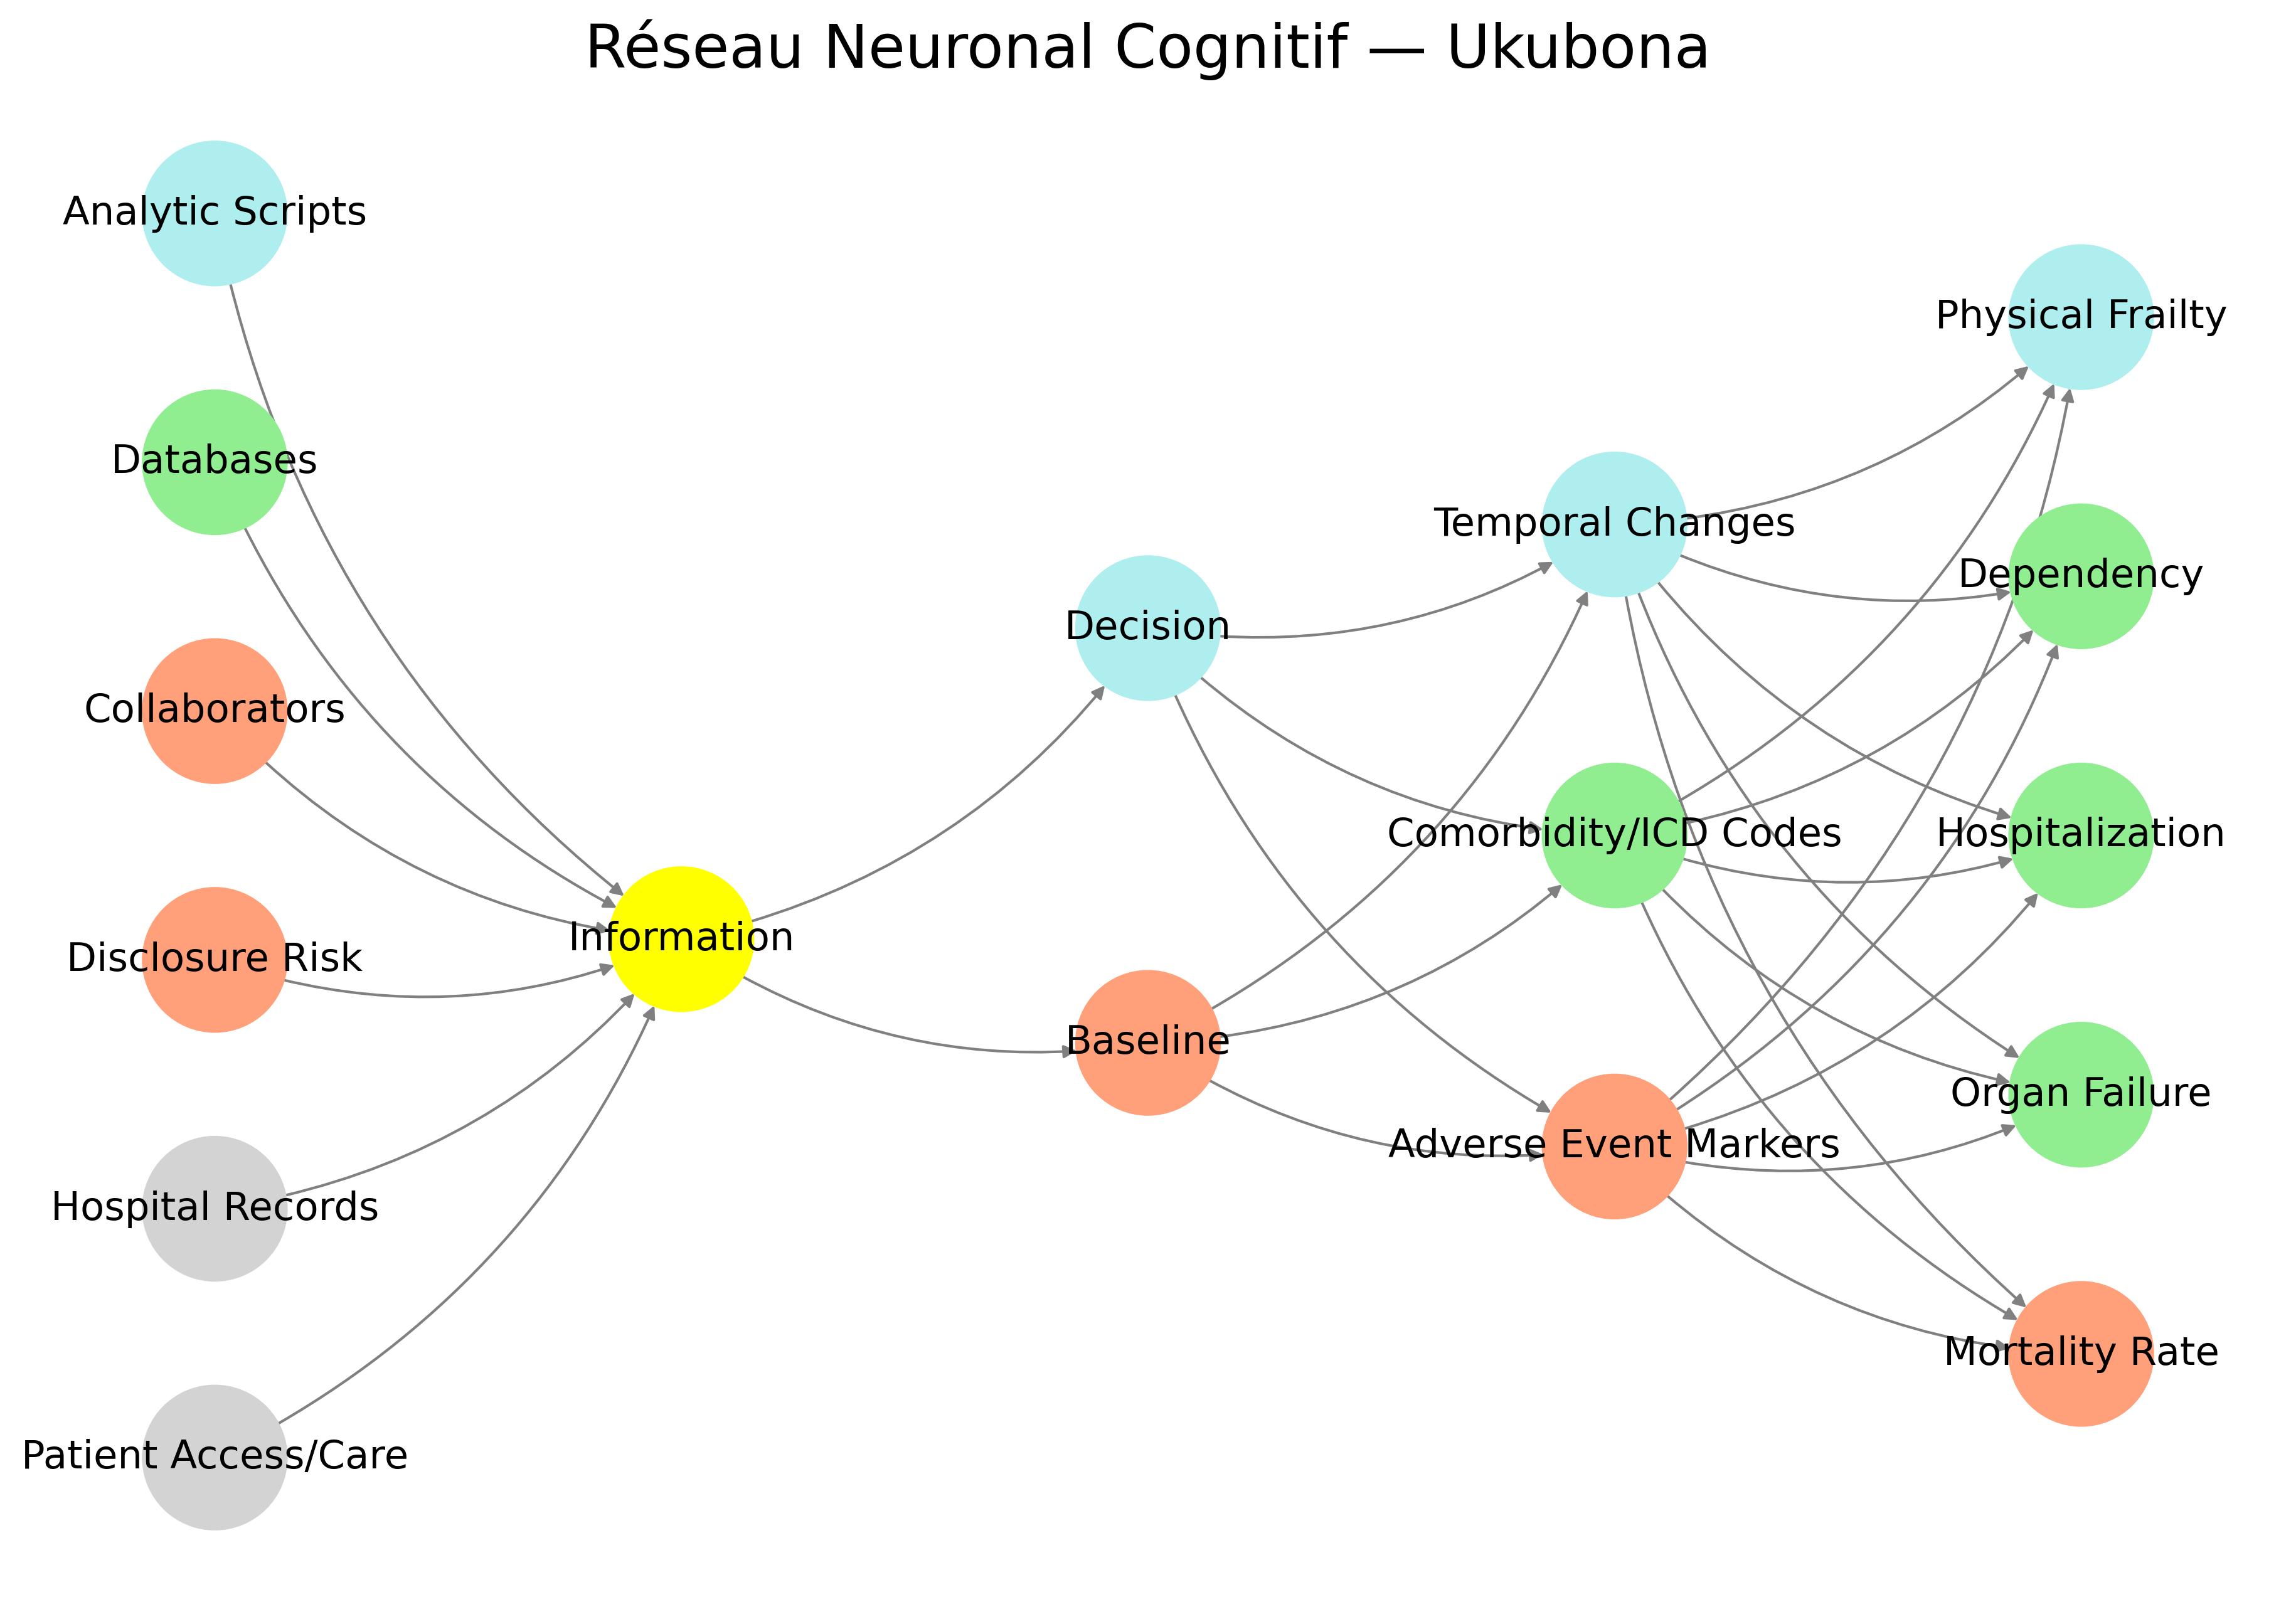 Réseau Neuronal Cognitif — Ukubona
Analytic Scripts
Databases
Collaborators
Disclosure Risk
Hospital Records
Patient Access/Care
Information
Decision
Baseline
Temporal Changes
Comorbidity/ICD Codes
Adverse Event Markers
Physical Frailty
Dependency
Hospitalization
Organ Failure
Mortality Rate